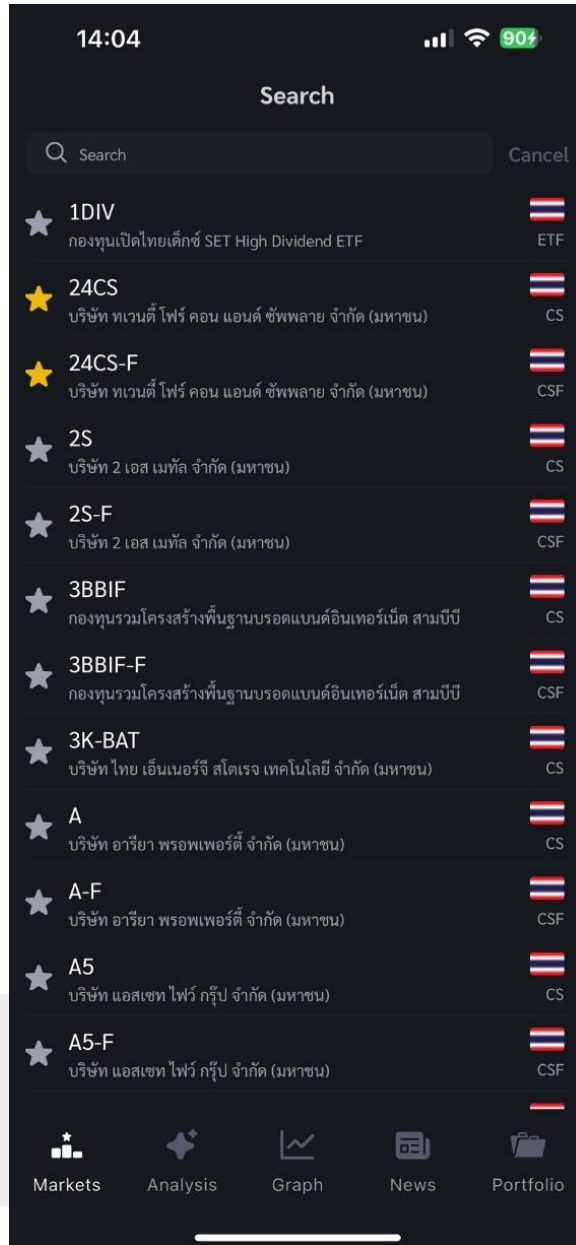 14:04
90
Search
Search
Cancel
1DIV
กองทุนเปิดไทยเด็กซ์ SET High Dividend ETF
ETF
24CS
บริษัท ทเวนตี้ โฟร์ คอน แอนด์ ซัพพลาย จำกัด (มหาชน)
CS
24CS-F
บริษัท ทเวนตี้ โฟร์ คอน แอนด์ ซัพพลาย จำกัด (มหาชน)
CSF
2S
บริษัท 2 เอส เมทัล จำกัด (มหาชน)
CS
2S-F
บริษัท 2 เอส เมทัล จำกัด (มหาชน)
CSF
3BBIF
กองทุนรวมโครงสร้างพื้นฐานบรอดแบนด์อินเทอร์เน็ต สามบีบี
CS
3BBIF-F
กองทุนรวมโครงสร้างพื้นฐานบรอดแบนด์อินเทอร์เน็ต สามบีบี
CSF
3K-BAT
บริษัท ไทย เอ็นเนอร์จี สโตเรจ เทคโนโลยี จำกัด (มหาชน)
CS
A
บริษัท อารียา พรอพเพอร์ตี้ จำกัด (มหาชน)
CS
A-F
บริษัท อารียา พรอพเพอร์ตี้ จำกัด (มหาชน)
CSF
A5
บริษัท แอสเซท ไฟว์ กรุ๊ป จำกัด (มหาชน)
CS
A5-F
บริษัท แอสเซท ไฟว์ กรุ๊ป จำกัด (มหาชน)
CSF
Markets Analysis Graph News Portfolio